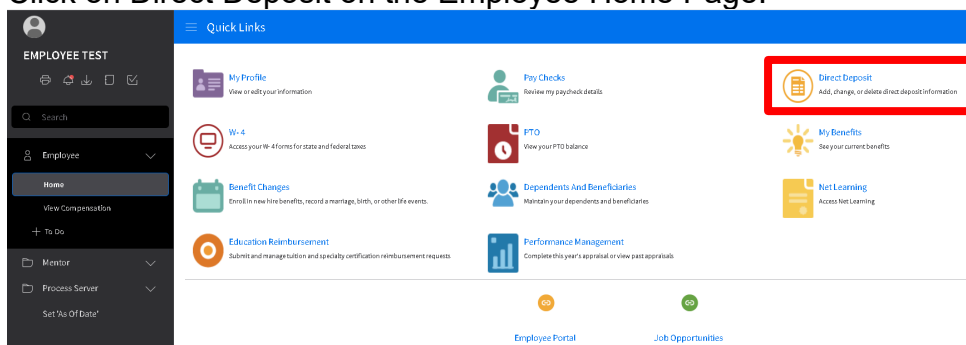 Click on Direct Deposit on the Employee Home Page.
Quick Links
EMPLOYEE TEST
Search
Employee
Home
View Compensation
+ To Do
Mentor
Process Server
Set 'As Of Date'
My Profile
View or edit your information
Pay Checks
Review my paycheck details
Direct Deposit
Add, change, or delete direct deposit information
W-4
Access your W-4 forms for state and federal taxes
PTO
View your PTO balance
My Benefits
See your current benefits
Benefit Changes
Enroll in new hire benefits, record a marriage, birth, or other life events.
Dependents And Beneficiaries
Maintain your dependents and beneficiaries
Net Learning
Access Net Learning
Education Reimbursement
Submit and manage tuition and specialty certification reimbursement requests
Performance Management
Complete this year's appraisal or view past appraisals
Employee Portal
Job Opportunities